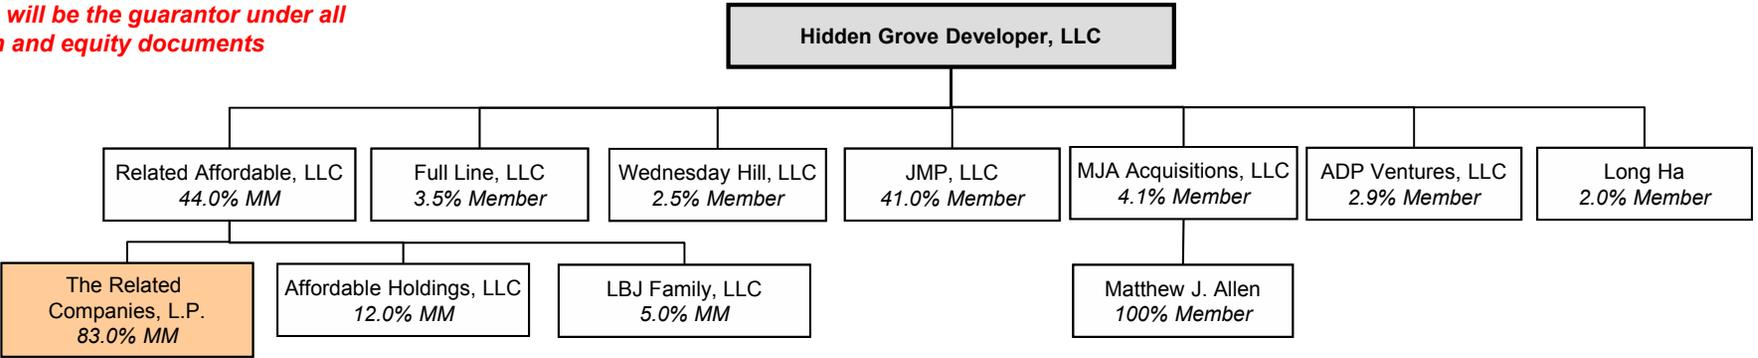 will be the guarantor under all
and equity documents
Hidden Grove Developer, LLC
Related Affordable, LLC
44.0% MM
Full Line, LLC
3.5% Member
Wednesday Hill, LLC
2.5% Member
JMP, LLC
41.0% Member
MJA Acquisitions, LLC
4.1% Member
ADP Ventures, LLC
2.9% Member
Long Ha
2.0% Member
The Related
Companies, L.P.
83.0% MM
Affordable Holdings, LLC
12.0% MM
LBJ Family, LLC
5.0% MM
Matthew J. Allen
100% Member